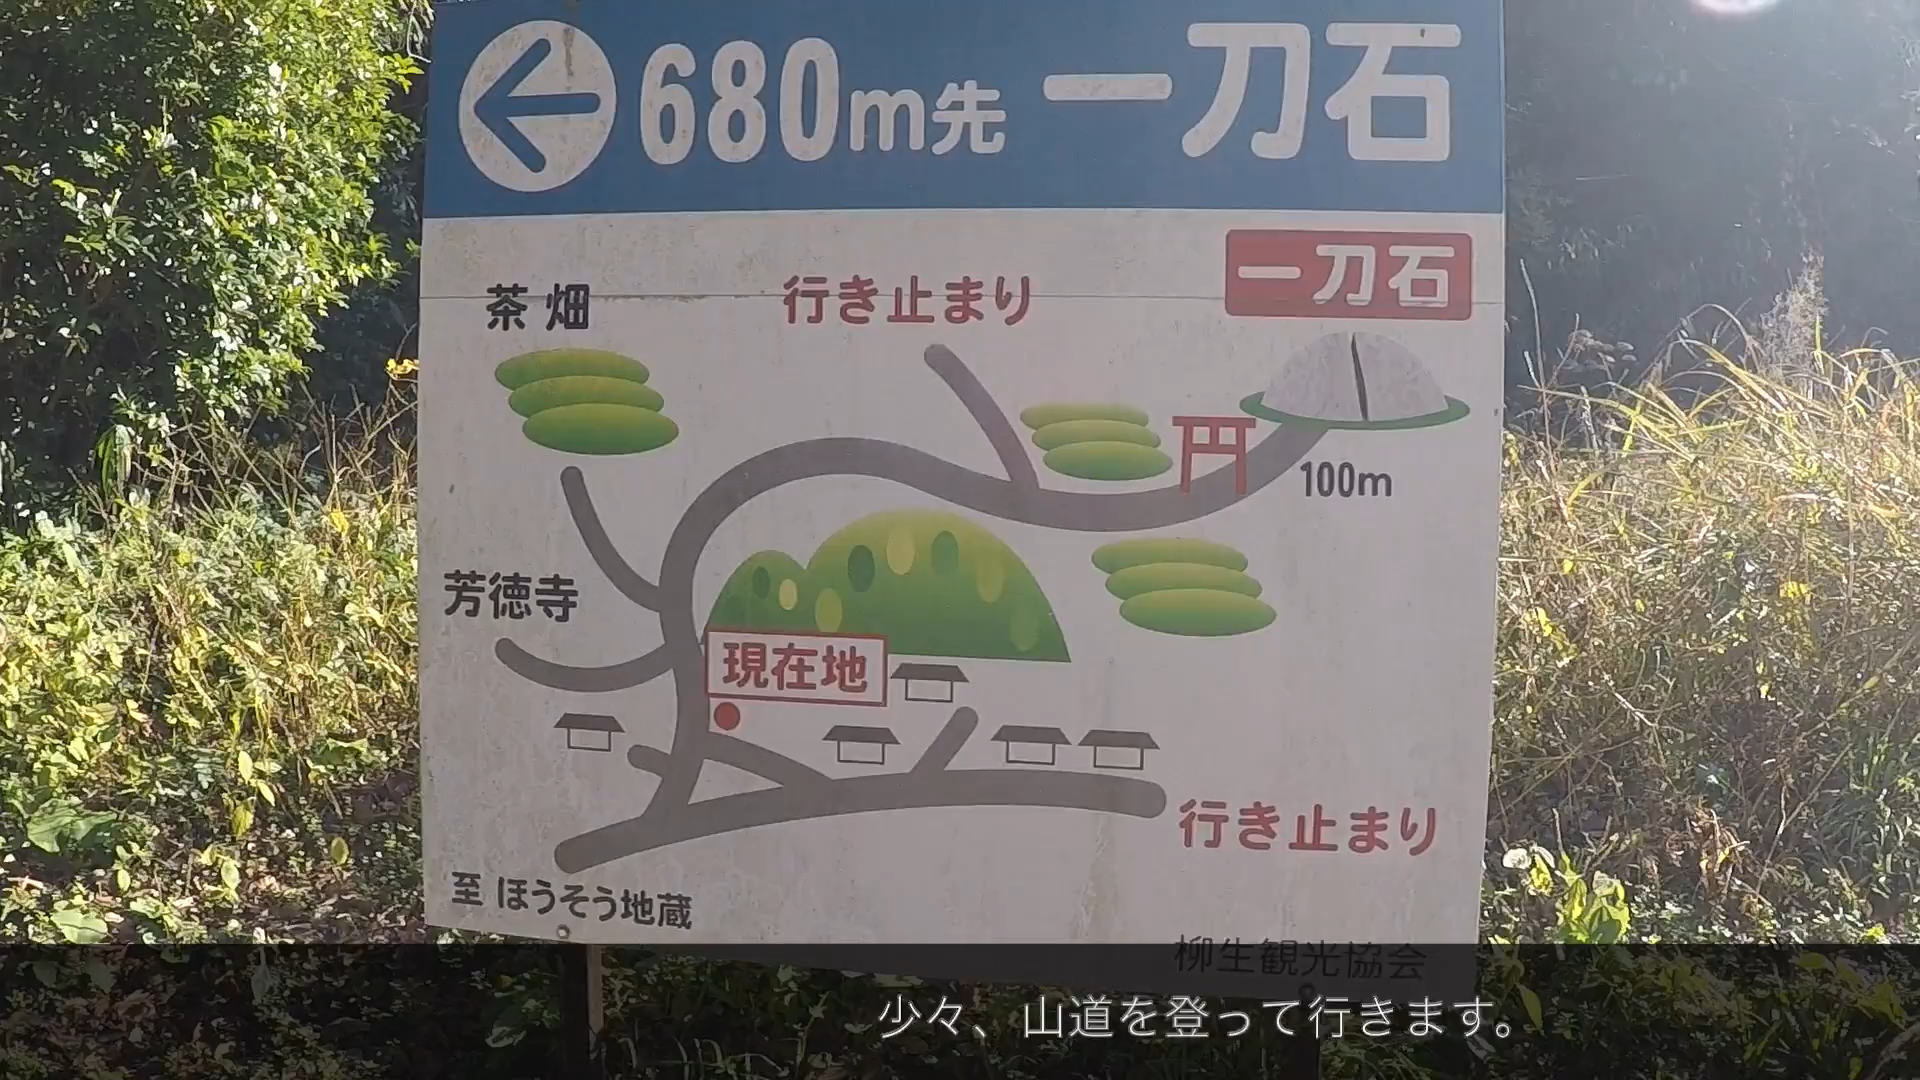 680m先 一刀石
一刀石
茶畑
行き止まり
100m
芳徳寺
現在地
行き止まり
至 ほうそう地蔵
柳生観光協会
少々、山道を登って行きます。